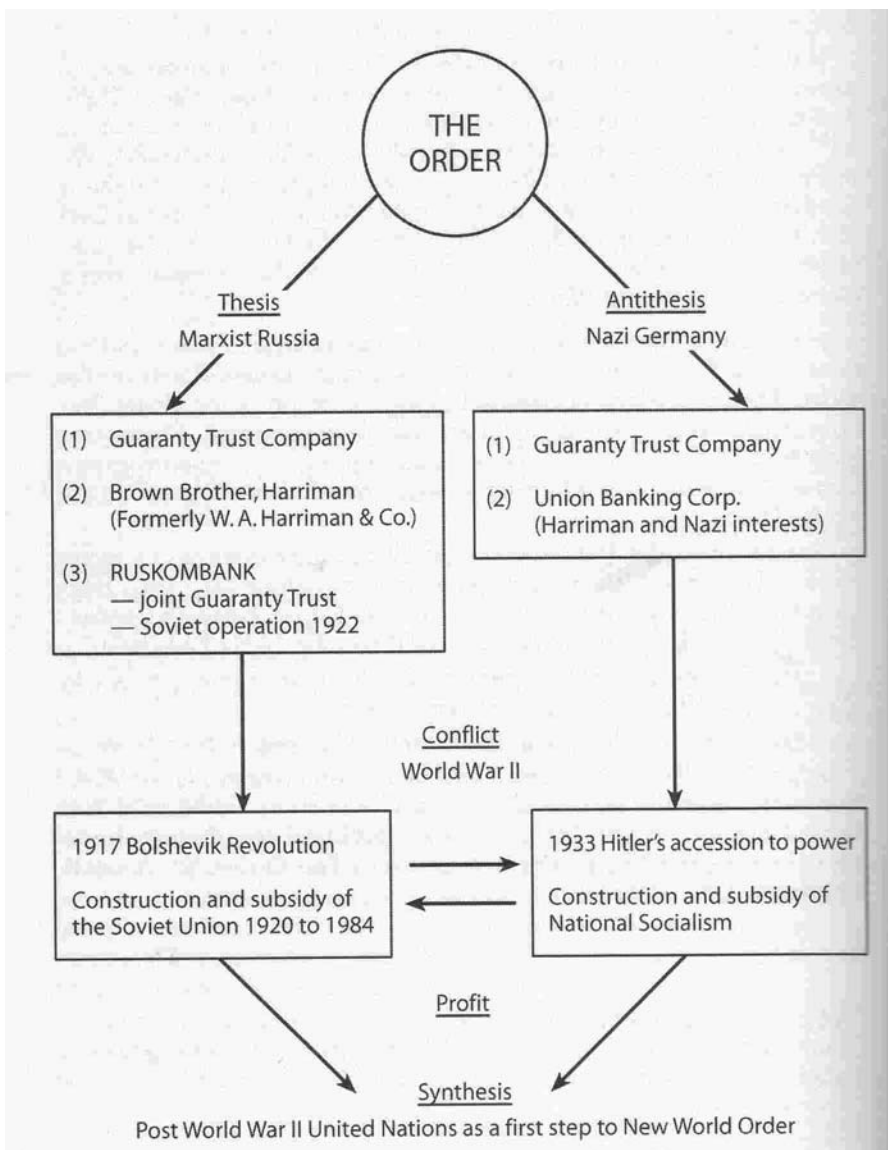 THE
ORDER
Thesis
Marxist Russia
Antithesis
Nazi Germany
(1) Guaranty Trust Company
(2) Brown Brother, Harriman
(Formerly W. A. Harriman & Co.)
(3) RUSKOMBANK
— joint Guaranty Trust
— Soviet operation 1922
(1) Guaranty Trust Company
(2) Union Banking Corp.
(Harriman and Nazi interests)
Conflict
World War II
1917 Bolshevik Revolution
Construction and subsidy of
the Soviet Union 1920 to 1984
1933 Hitler's accession to power
Construction and subsidy of
National Socialism
Profit
Synthesis
Post World War II United Nations as a first step to New World Order